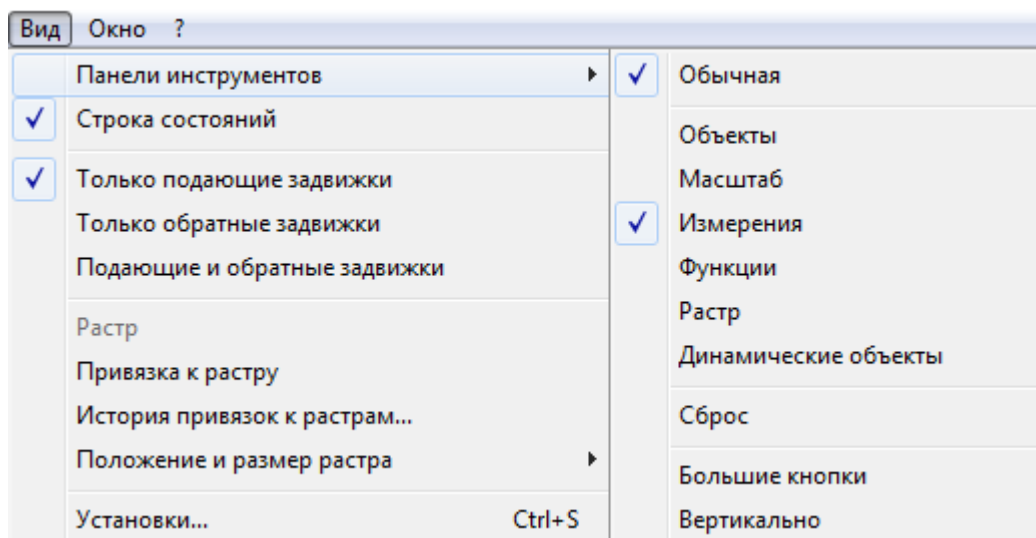 Вид Окно ?
Панели инструментов
Строка состояний
Только подающие задвижки
Только обратные задвижки
Подающие и обратные задвижки
Растр
Привязка к растру
История привязок к растрам...
Положение и размер растра
Установки... Ctrl+S
Обычная
Объекты
Масштаб
Измерения
Функции
Растр
Динамические объекты
Сброс
Большие кнопки
Вертикально